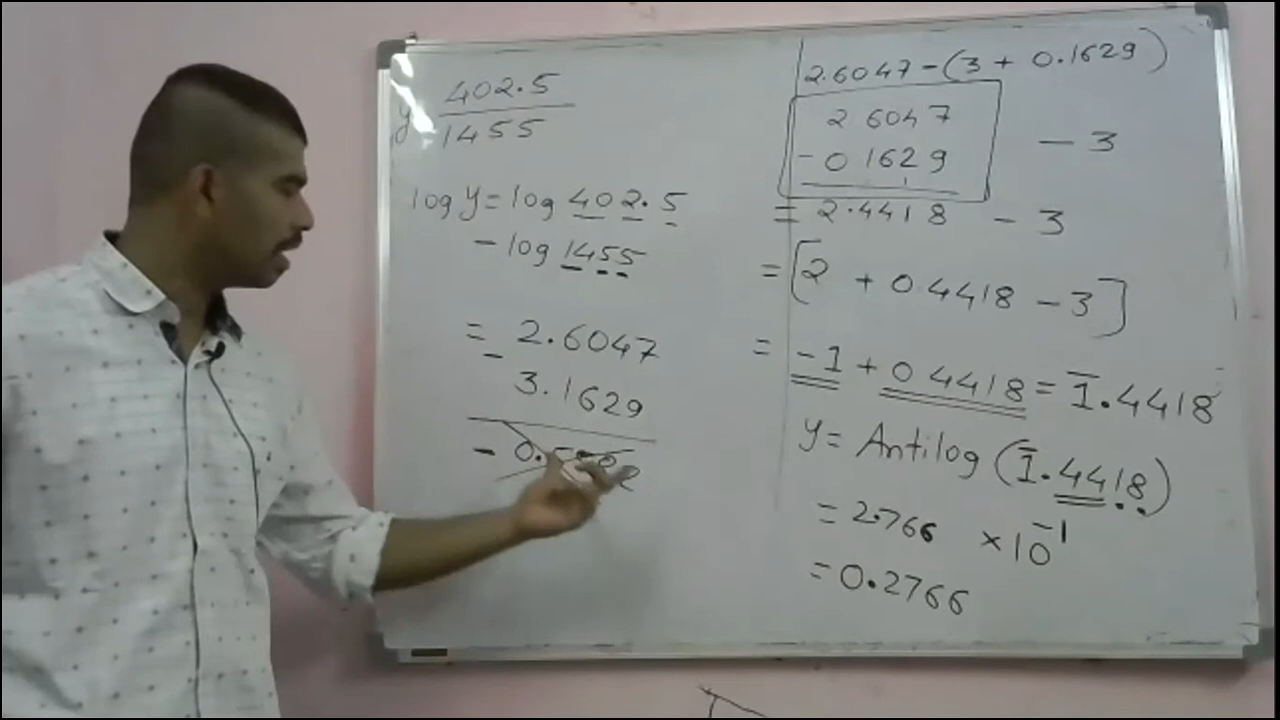 402.5
y
1455
log y = log 402.5
- log 1455
= 2.6047
- 3.1629
- 0.
2.6047 - (3 + 0.1629)
2 6047
- 0 1629 - 3
= 2.4418 - 3
= [2 + 0 4418 - 3]
= -1 + 0 4418 = 1̅.4418
y = Antilog (1̅.4418)
= 2.766 × 10⁻¹
= 0.2766